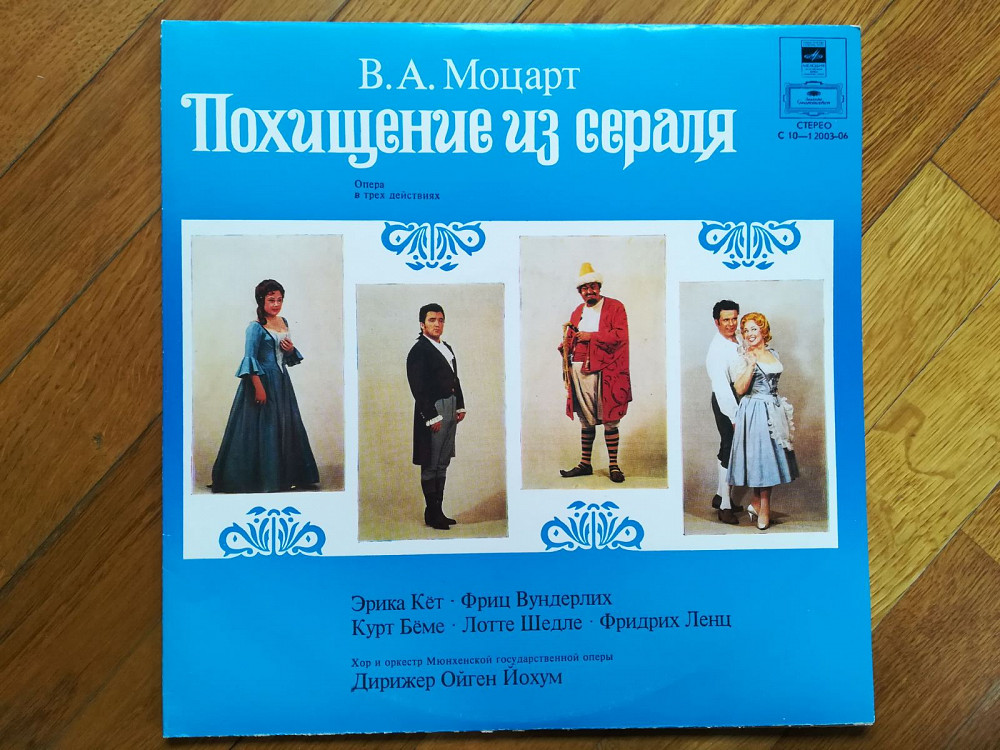 В. А. Моцарт
Похищение из сераля
Опера
в трех действиях
СТЕРЕО
С 10—12003-06
Эрика Кёт · Фриц Вундерлих
Курт Бёме · Лотте Шедле · Фридрих Ленц
Хор и оркестр Мюнхенской государственной оперы
Дирижер Ойген Йохум